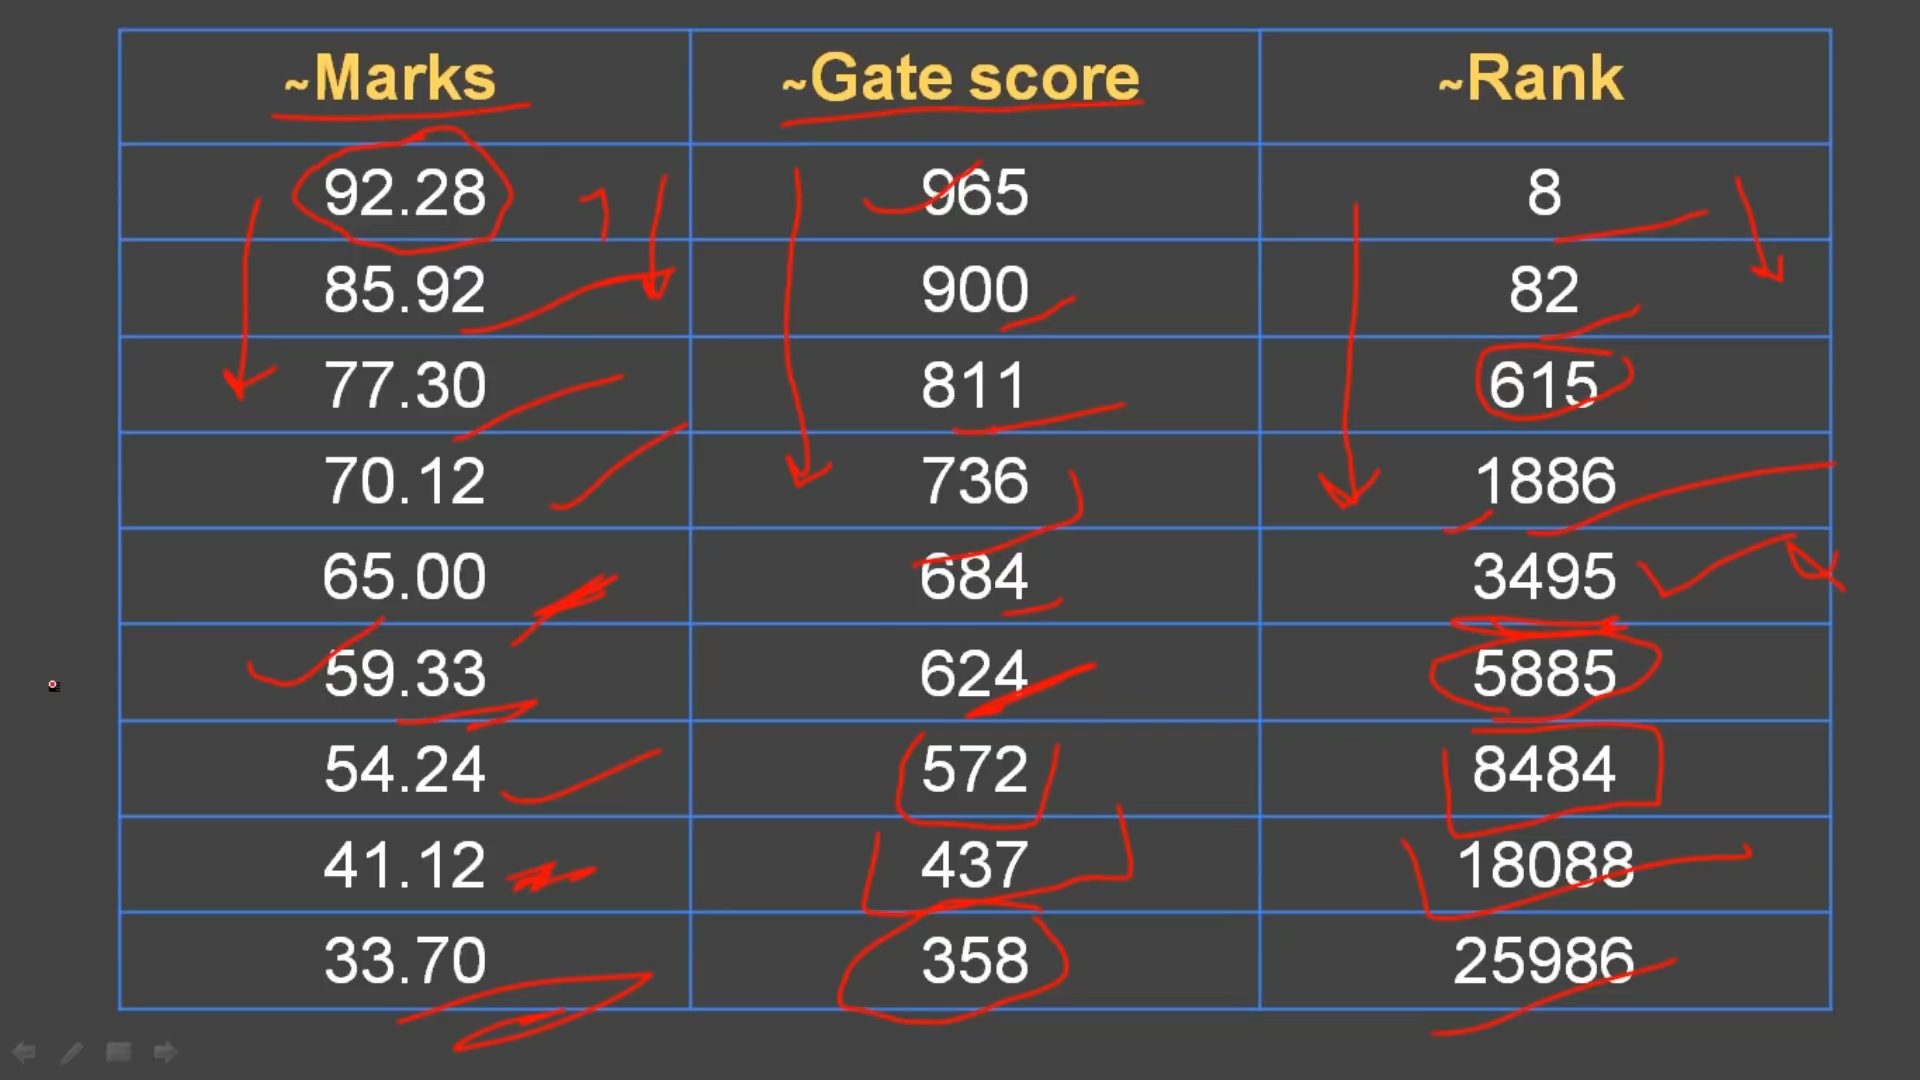 ~Marks ~Gate score ~Rank
92.28 965 8
85.92 900 82
77.30 811 615
70.12 736 1886
65.00 684 3495
59.33 624 5885
54.24 572 8484
41.12 437 18088
33.70 358 25986